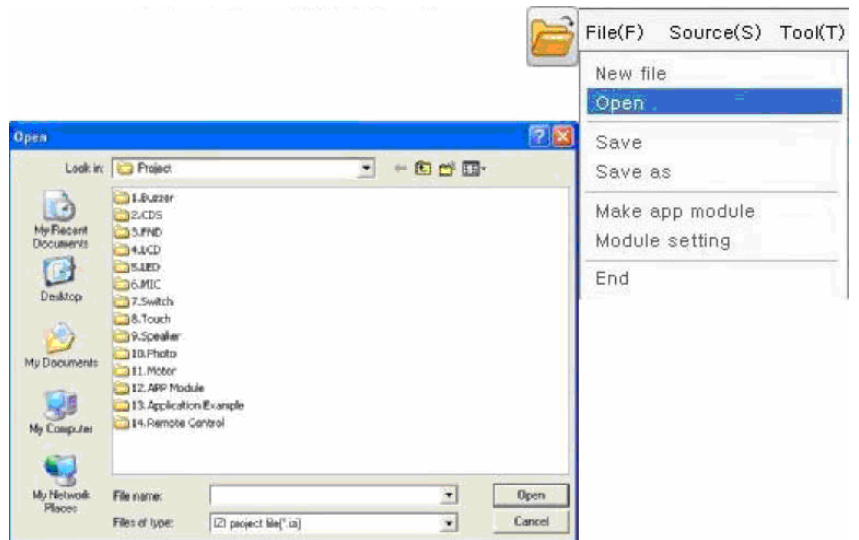 File(F) Source(S) Tool(T)
New file
Open
Save
Save as
Make app module
Module setting
End
Open
Look in: Project
My Recent
Documents
Desktop
My Documents
My Computer
My Network
Places
1.Buzzer
2.CDS
3.FND
4.LCD
5.LED
6.MIC
7.Switch
8.Touch
9.Speaker
10.Photo
11.Motor
12.APP Module
13.Application Example
14.Remote Control
File name:
Open
Files of type: project file(*.
Cancel